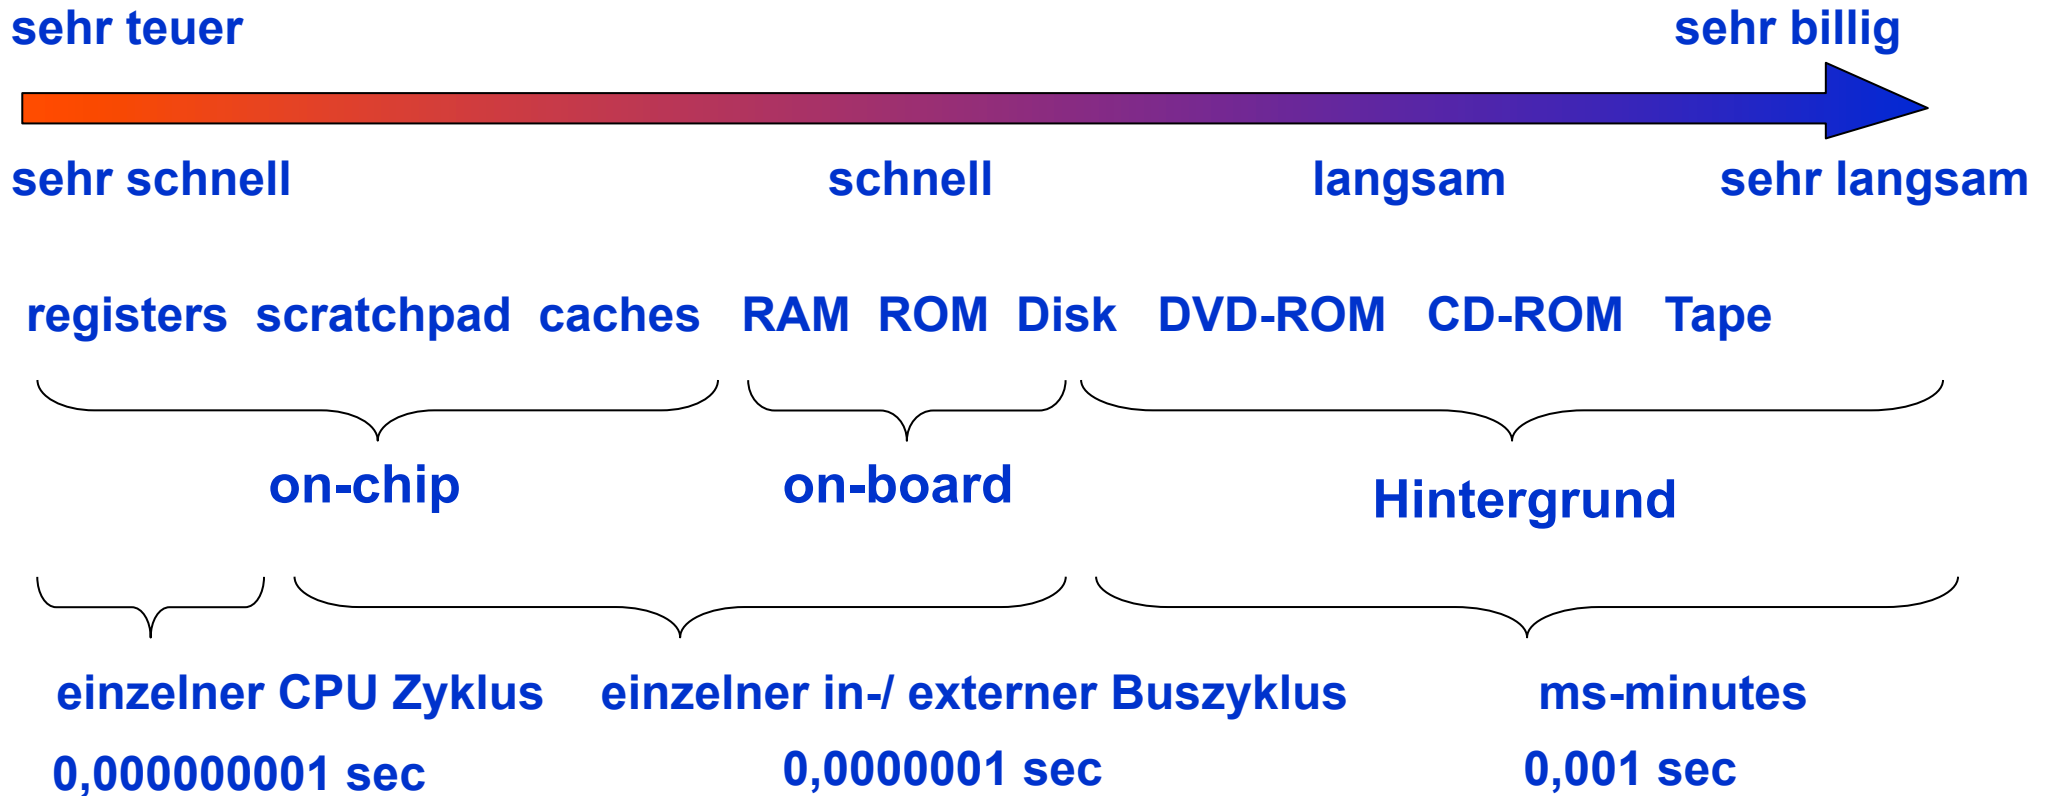 sehr teuer sehr billig
sehr schnell schnell langsam sehr langsam
registers scratchpad caches RAM ROM Disk DVD-ROM CD-ROM Tape
on-chip on-board Hintergrund
einzelner CPU Zyklus einzelner in-/ externer Buszyklus ms-minutes
0,000000001 sec 0,0000001 sec 0,001 sec